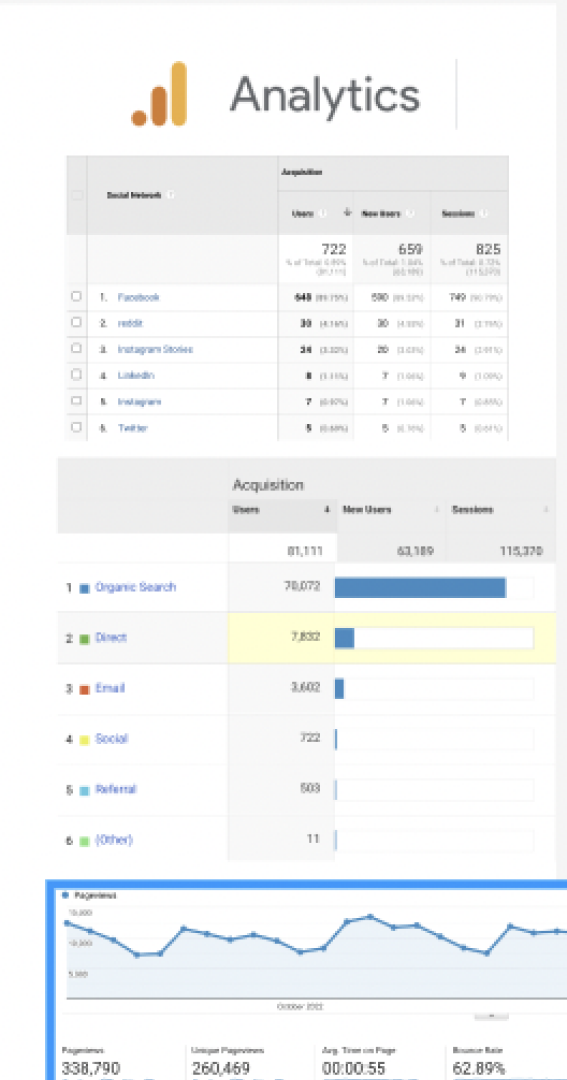 Analytics
Acquisition
Social Network
Users New Users Sessions
722 659 825
% of Total: 0.89% % of Total: 1.04% % of Total: 0.72%
(81,111) (63,189) (115,370)
1. Facebook 648 (89.75%) 590 (89.53%) 749 (90.79%)
2. reddit 30 (4.16%) 30 (4.55%) 31 (3.76%)
3. Instagram Stories 24 (3.32%) 20 (3.03%) 24 (2.91%)
4. LinkedIn 8 (1.11%) 7 (1.06%) 9 (1.09%)
5. Instagram 7 (0.97%) 7 (1.06%) 7 (0.85%)
6. Twitter 5 (0.69%) 5 (0.76%) 5 (0.61%)
Acquisition
Users New Users Sessions
81,111 63,189 115,370
1 Organic Search 70,072
2 Direct 7,832
3 Email 3,602
4 Social 722
5 Referral 503
6 (Other) 11
Pageviews
15,000
10,000
5,000
October 2022
Pageviews Unique Pageviews Avg. Time on Page Bounce Rate
338,790 260,469 00:00:55 62.89%